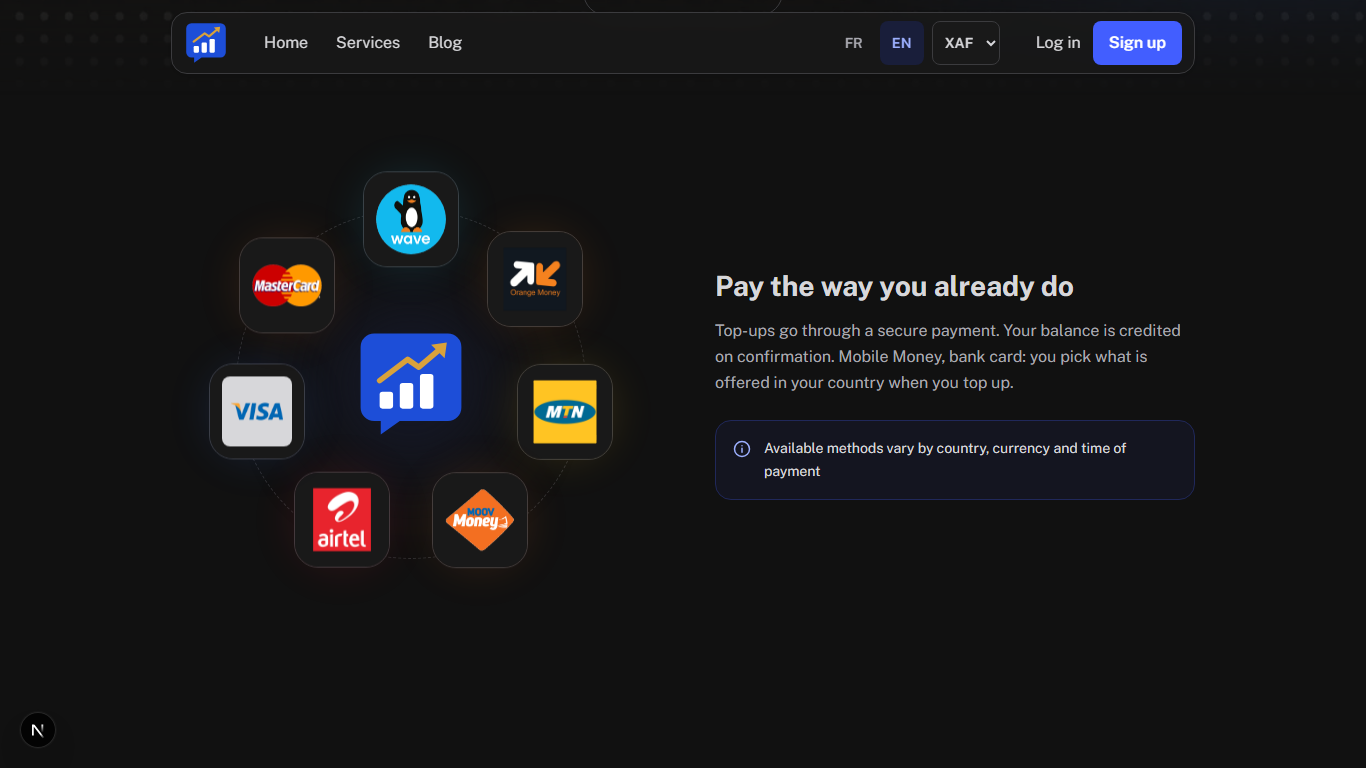 Home
Services
Blog
FR
EN
XAF
Log in
Sign up
wave
MasterCard
Orange Money
VISA
MTN
airtel
MOOV
Money
Pay the way you already do
Top-ups go through a secure payment. Your balance is credited
on confirmation. Mobile Money, bank card: you pick what is
offered in your country when you top up.
Available methods vary by country, currency and time of
payment
N